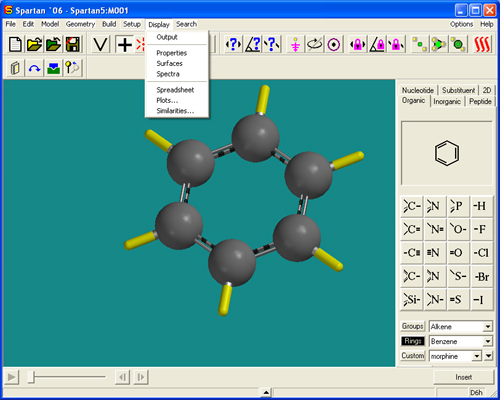 Spartan `06 - Spartan5:M001
File Edit Model Geometry Build Setup Display Search Options Help
Output
Properties
Surfaces
Spectra
Spreadsheet
Plots...
Similarities...
Nucleotide Substituent 2D
Organic Inorganic Peptide
C- N P -H
C= N= O- -F
-C≡ ≡N =O -Cl
C- N S- -Br
Si- N- =S -I
Groups Alkene
Rings Benzene
Custom morphine
Insert
D6h